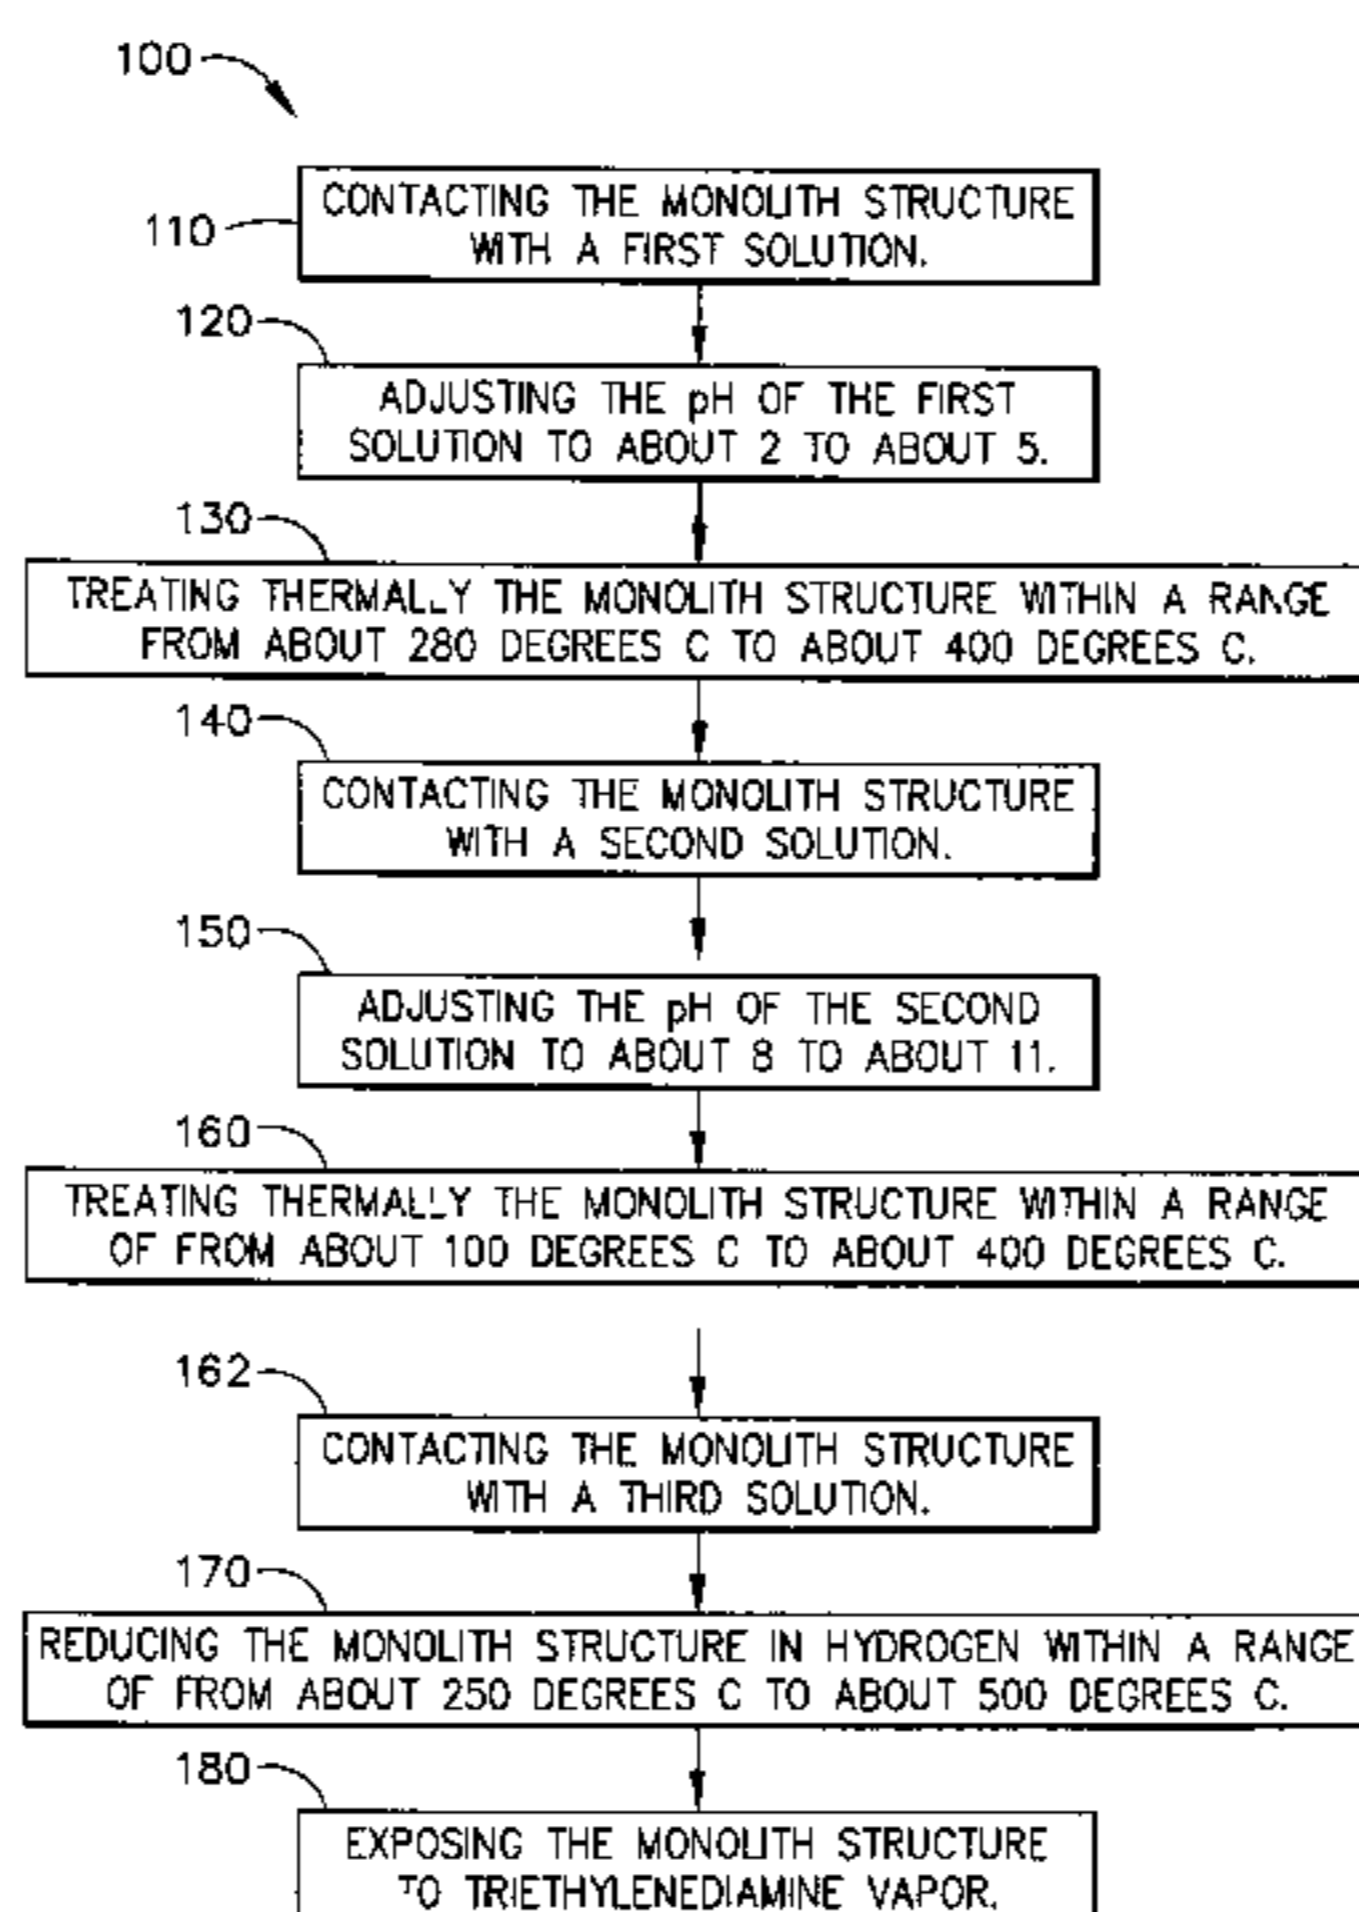 100
110
CONTACTING THE MONOLITH STRUCTURE
WITH A FIRST SOLUTION.
120
ADJUSTING THE pH OF THE FIRST
SOLUTION TO ABOUT 2 TO ABOUT 5.
130
TREATING THERMALLY THE MONOLITH STRUCTURE WITHIN A RANGE
FROM ABOUT 280 DEGREES C TO ABOUT 400 DEGREES C.
140
CONTACTING THE MONOLITH STRUCTURE
WITH A SECOND SOLUTION.
150
ADJUSTING THE pH OF THE SECOND
SOLUTION TO ABOUT 8 TO ABOUT 11.
160
TREATING THERMALLY THE MONOLITH STRUCTURE WITHIN A RANGE
OF FROM ABOUT 100 DEGREES C TO ABOUT 400 DEGREES C.
162
CONTACTING THE MONOLITH STRUCTURE
WITH A THIRD SOLUTION.
170
REDUCING THE MONOLITH STRUCTURE IN HYDROGEN WITHIN A RANGE
OF FROM ABOUT 250 DEGREES C TO ABOUT 500 DEGREES C.
180
EXPOSING THE MONOLITH STRUCTURE
TO TRIETHYLENEDIAMINE VAPOR.